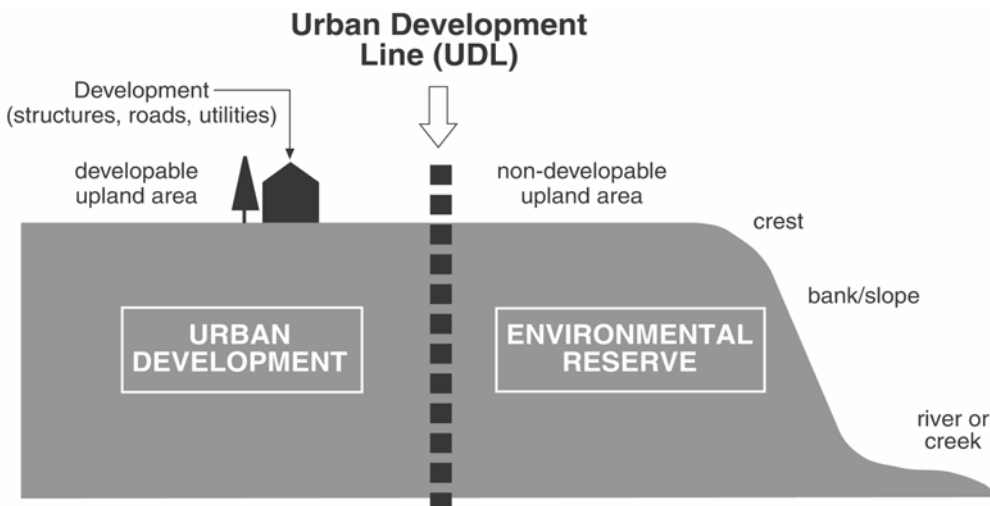 Urban Development
Line (UDL)
Development
(structures, roads, utilities)
developable
upland area
non-developable
upland area
crest
bank/slope
URBAN
DEVELOPMENT
ENVIRONMENTAL
RESERVE
river or
creek